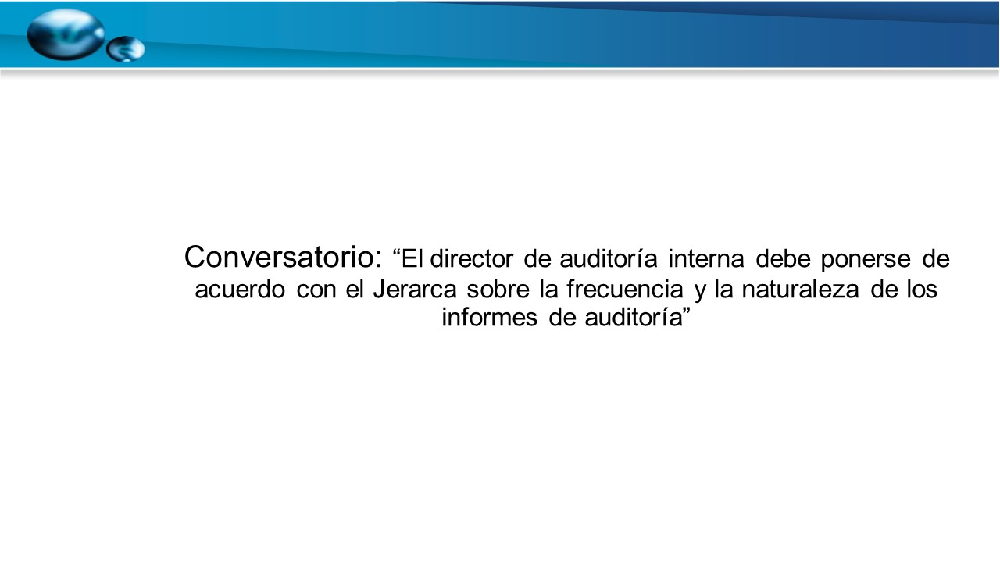 Conversatorio: “El director de auditoría interna debe ponerse de
acuerdo con el Jerarca sobre la frecuencia y la naturaleza de los
informes de auditoría”